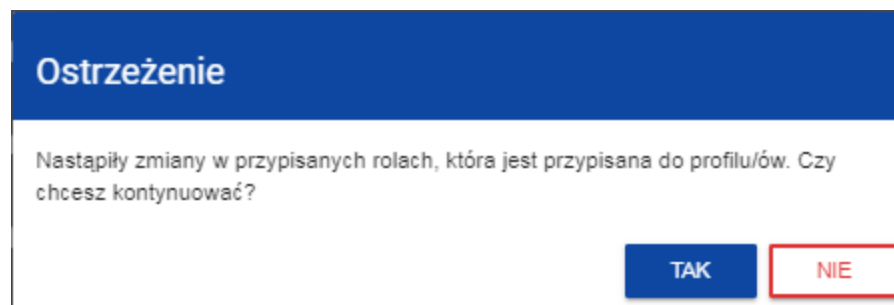 Ostrzeżenie
Nastąpiły zmiany w przypisanych rolach, która jest przypisana do profilu/ów. Czy
chcesz kontynuować?
TAK
NIE